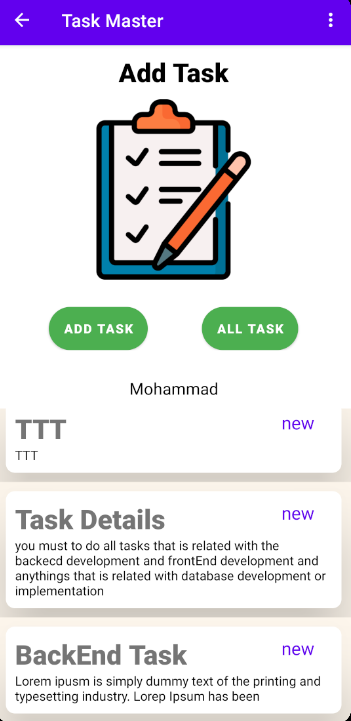 Task Master
Add Task
ADD TASK ALL TASK
Mohammad
TTT new
TTT
Task Details new
you must to do all tasks that is related with the
backecd development and frontEnd development and
anythings that is related with database development or
implementation
BackEnd Task new
Lorem ipusm is simply dummy text of the printing and
typesetting industry. Lorep Ipsum has been